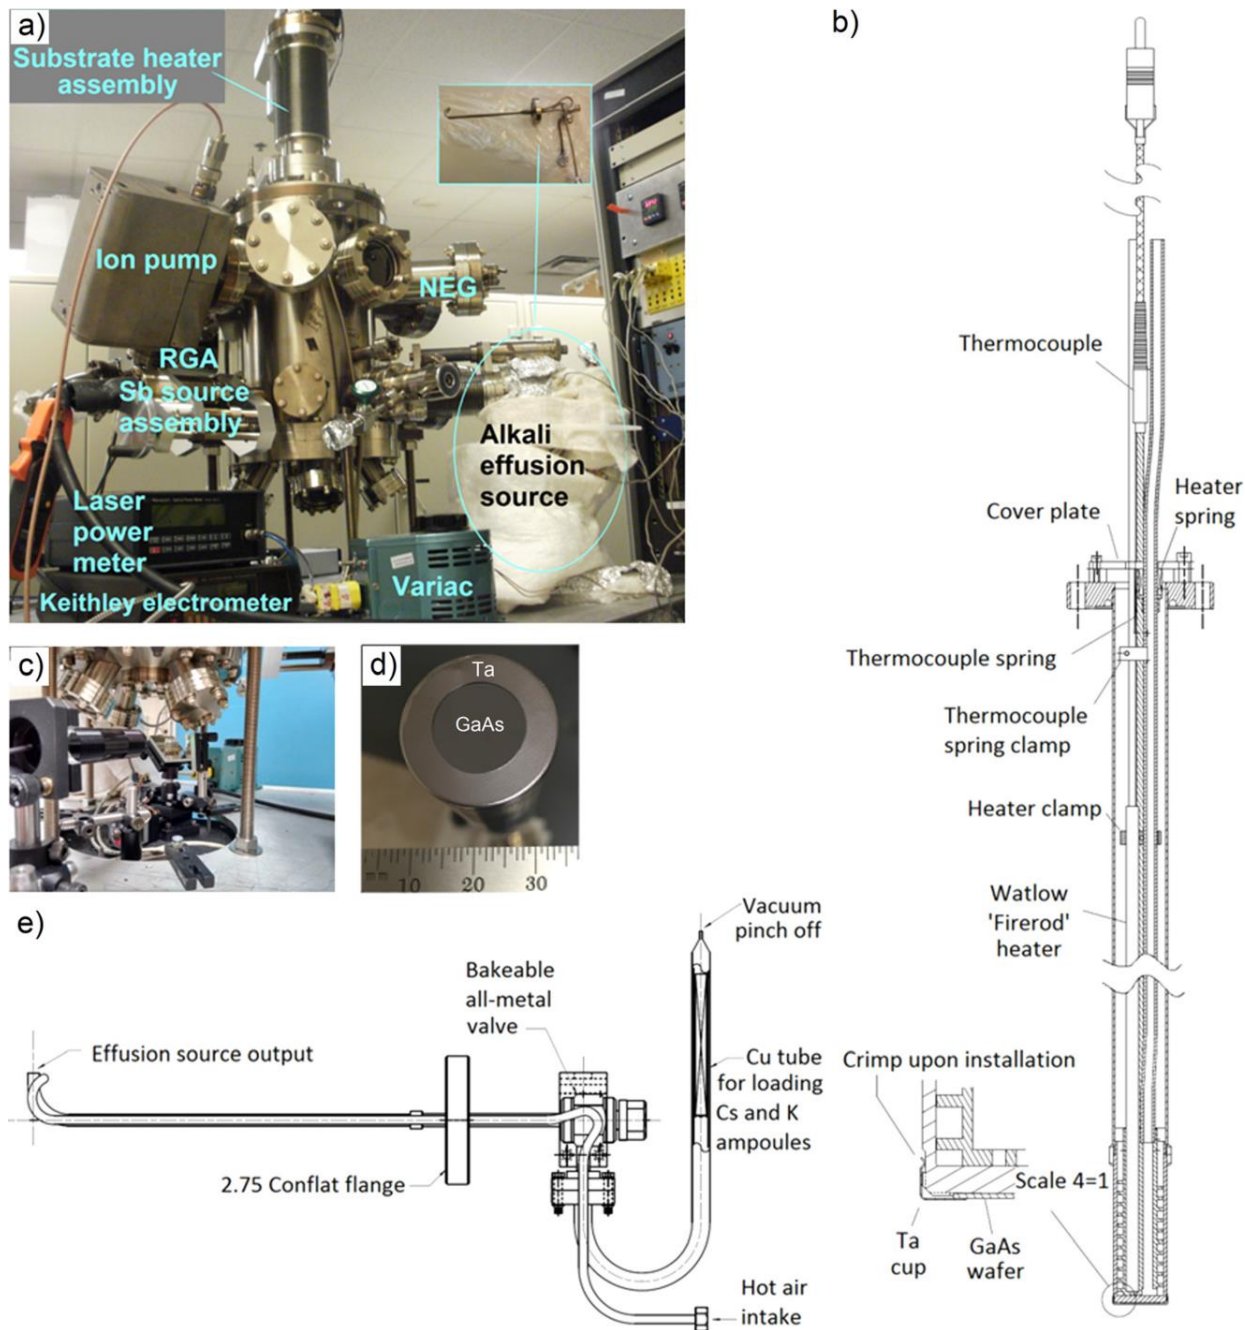 a)
Substrate heater
assembly
Ion pump
NEG
RGA
Sb source
assembly
Alkali
effusion
source
Laser
power
meter
Keithley electrometer
Variac
b)
Thermocouple
Cover plate
Heater
spring
Thermocouple spring
Thermocouple
spring clamp
Heater clamp
Watlow
'Firerod'
heater
Crimp upon installation
Scale 4=1
Ta
cup
GaAs
wafer
c)
d)
Ta
GaAs
mm
10
20
30
e)
Vacuum
pinch off
Bakeable
all-metal
valve
Effusion source output
Cu tube
for loading
Cs and K
ampoules
2.75 Conflat flange
Hot air
intake